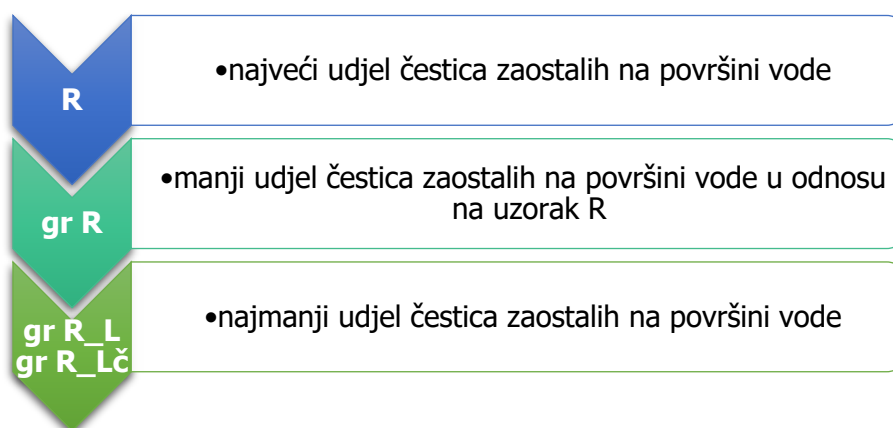 R
•najveći udjel čestica zaostalih na površini vode
gr R
•manji udjel čestica zaostalih na površini vode u odnosu
na uzorak R
gr R_L
gr R_Lč
•najmanji udjel čestica zaostalih na površini vode